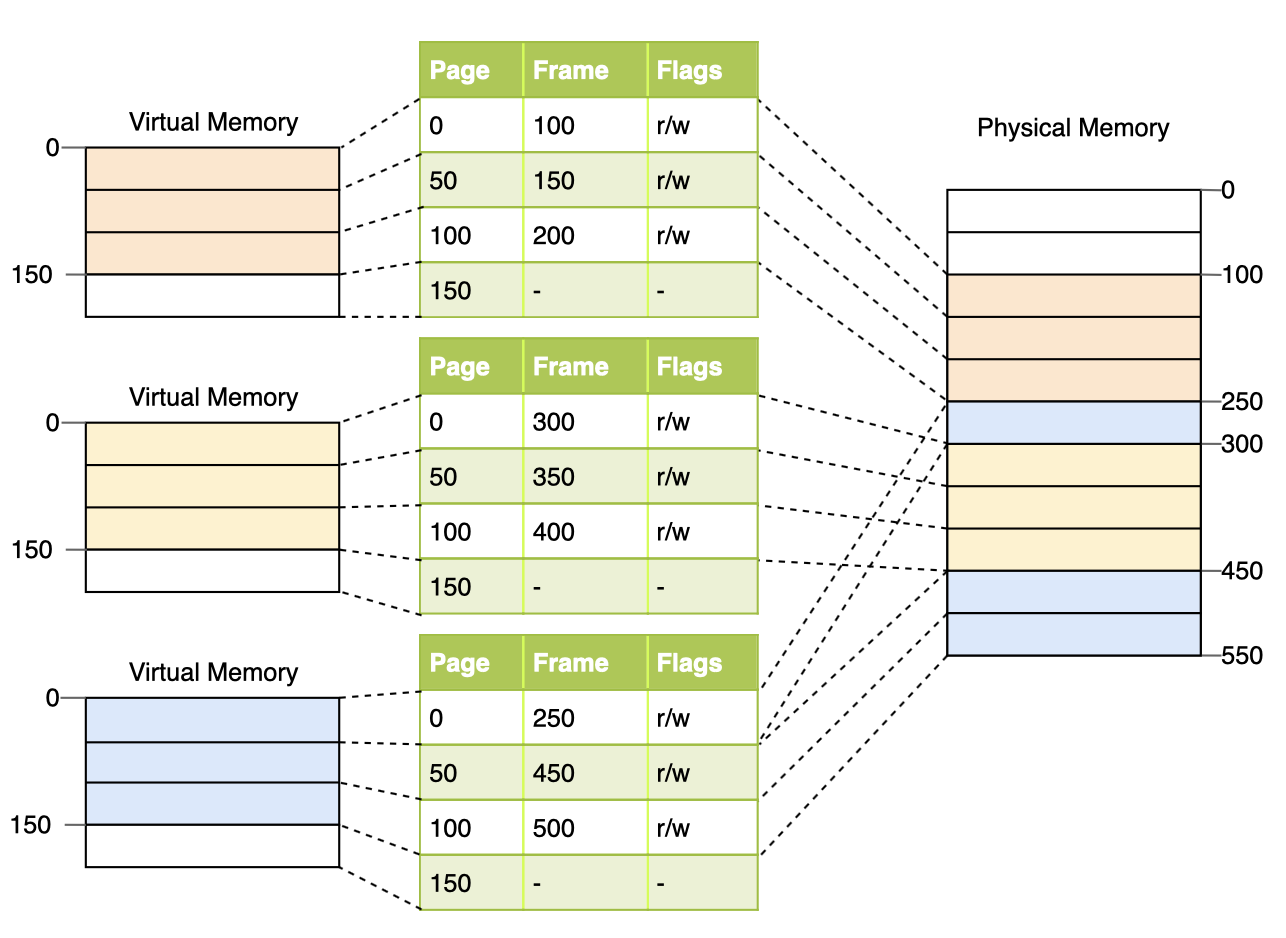 Virtual Memory
0
150
Page Frame Flags
0 100 r/w
50 150 r/w
100 200 r/w
150 - -
Virtual Memory
0
150
Page Frame Flags
0 300 r/w
50 350 r/w
100 400 r/w
150 - -
Virtual Memory
0
150
Page Frame Flags
0 250 r/w
50 450 r/w
100 500 r/w
150 - -
Physical Memory
0
100
250
300
450
550